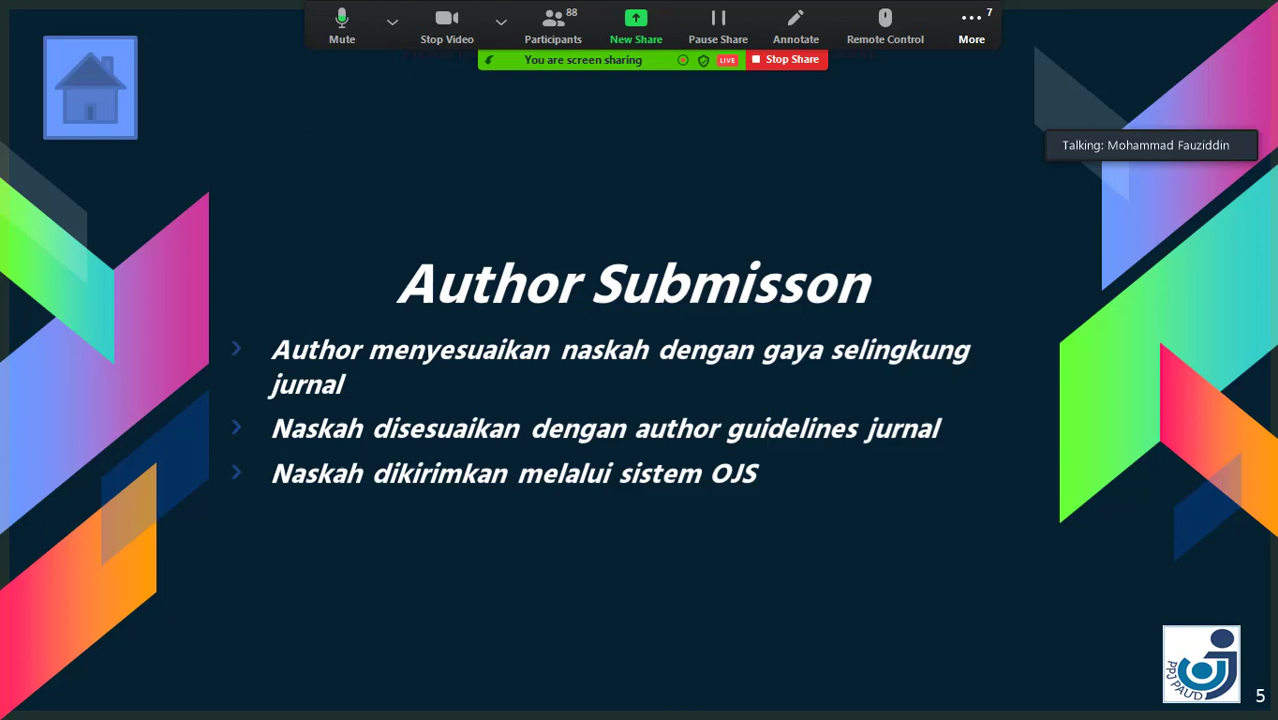 88
7
Mute
Stop Video
Participants
New Share
Pause Share
Annotate
Remote Control
More
You are screen sharing
LIVE
Stop Share
Talking: Mohammad Fauziddin
Author Submisson
Author menyesuaikan naskah dengan gaya selingkung
jurnal
Naskah disesuaikan dengan author guidelines jurnal
Naskah dikirimkan melalui sistem OJS
PPJ PAUD
5